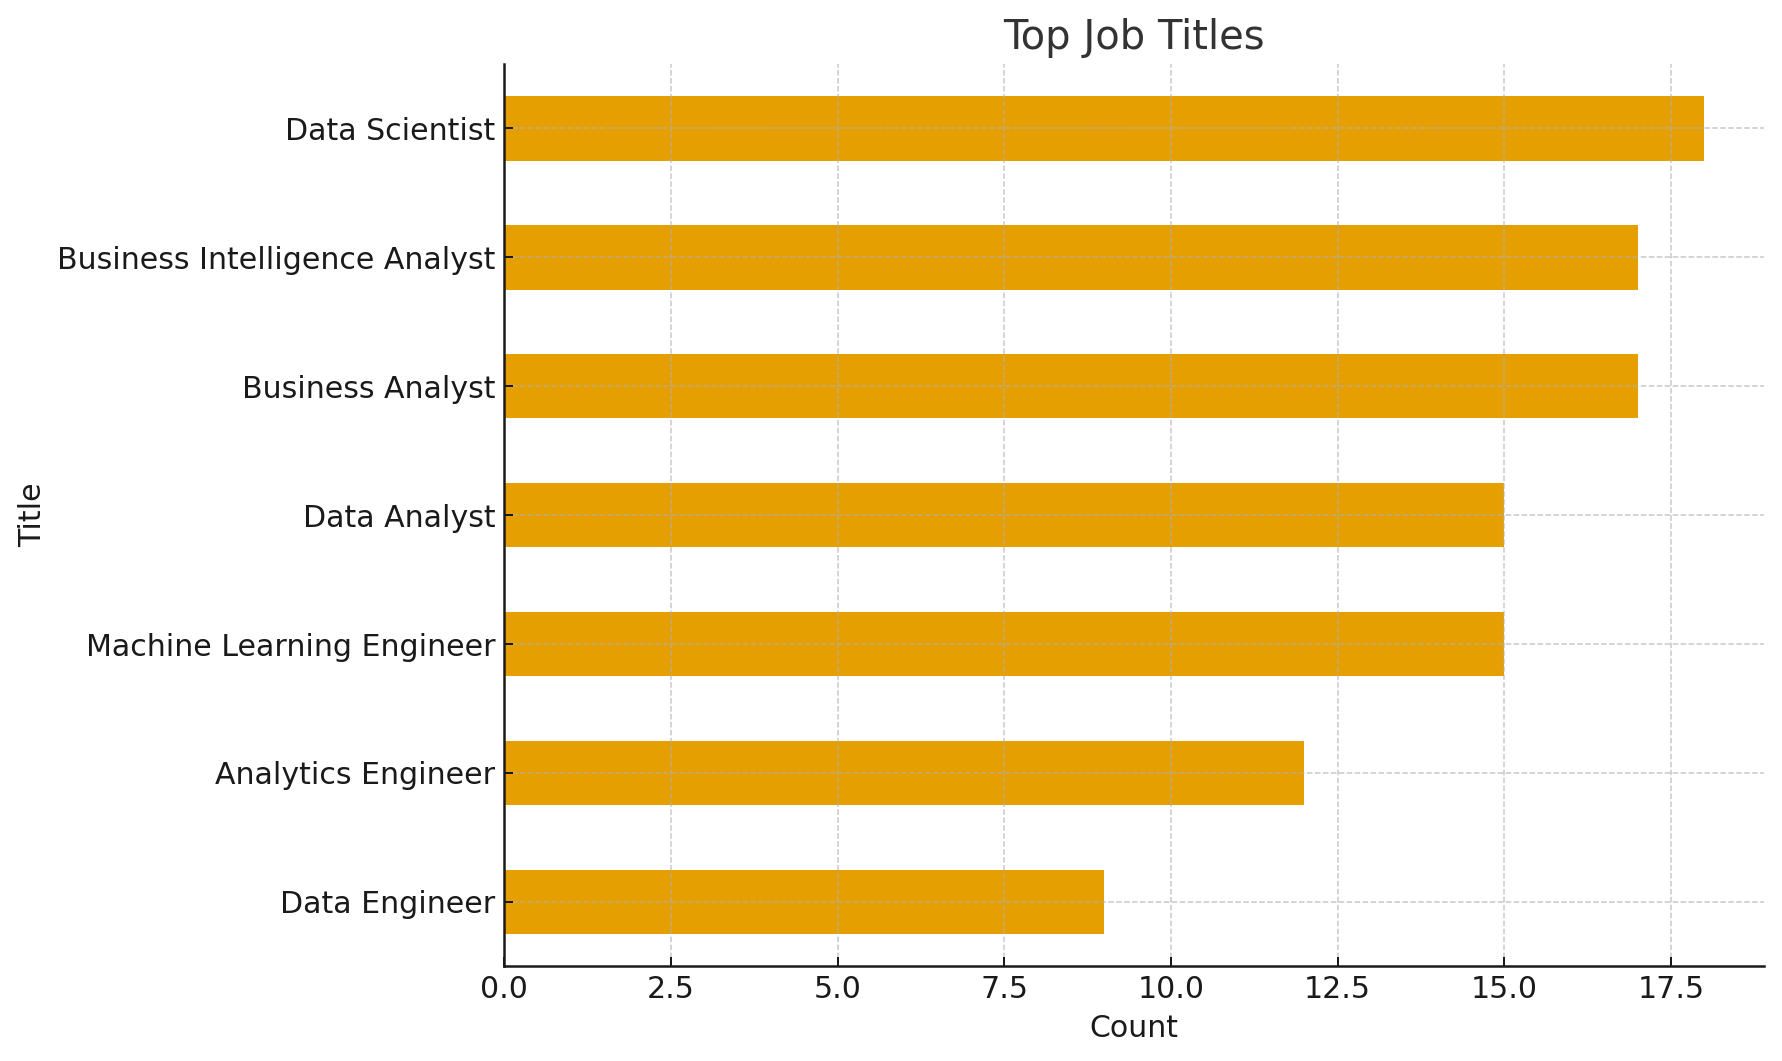 Top Job Titles
Data Scientist
Business Intelligence Analyst
Business Analyst
Data Analyst
Machine Learning Engineer
Analytics Engineer
Data Engineer
Title
0.0 2.5 5.0 7.5 10.0 12.5 15.0 17.5
Count